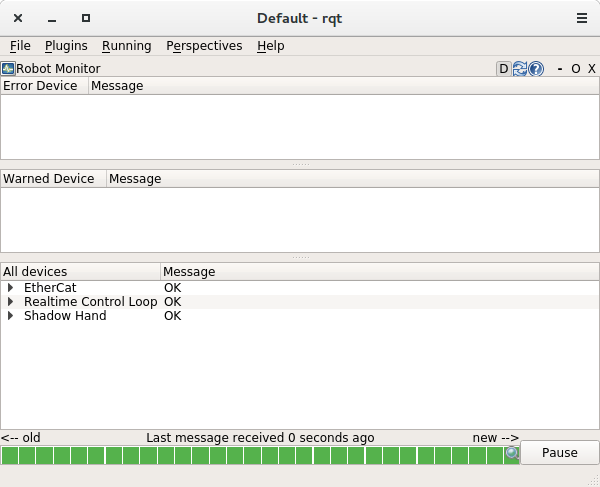 Default - rqt
File Plugins Running Perspectives Help
Robot Monitor D ? - O X
Error Device Message
Warned Device Message
All devices Message
EtherCat OK
Realtime Control Loop OK
Shadow Hand OK
<-- old Last message received 0 seconds ago new -->
Pause